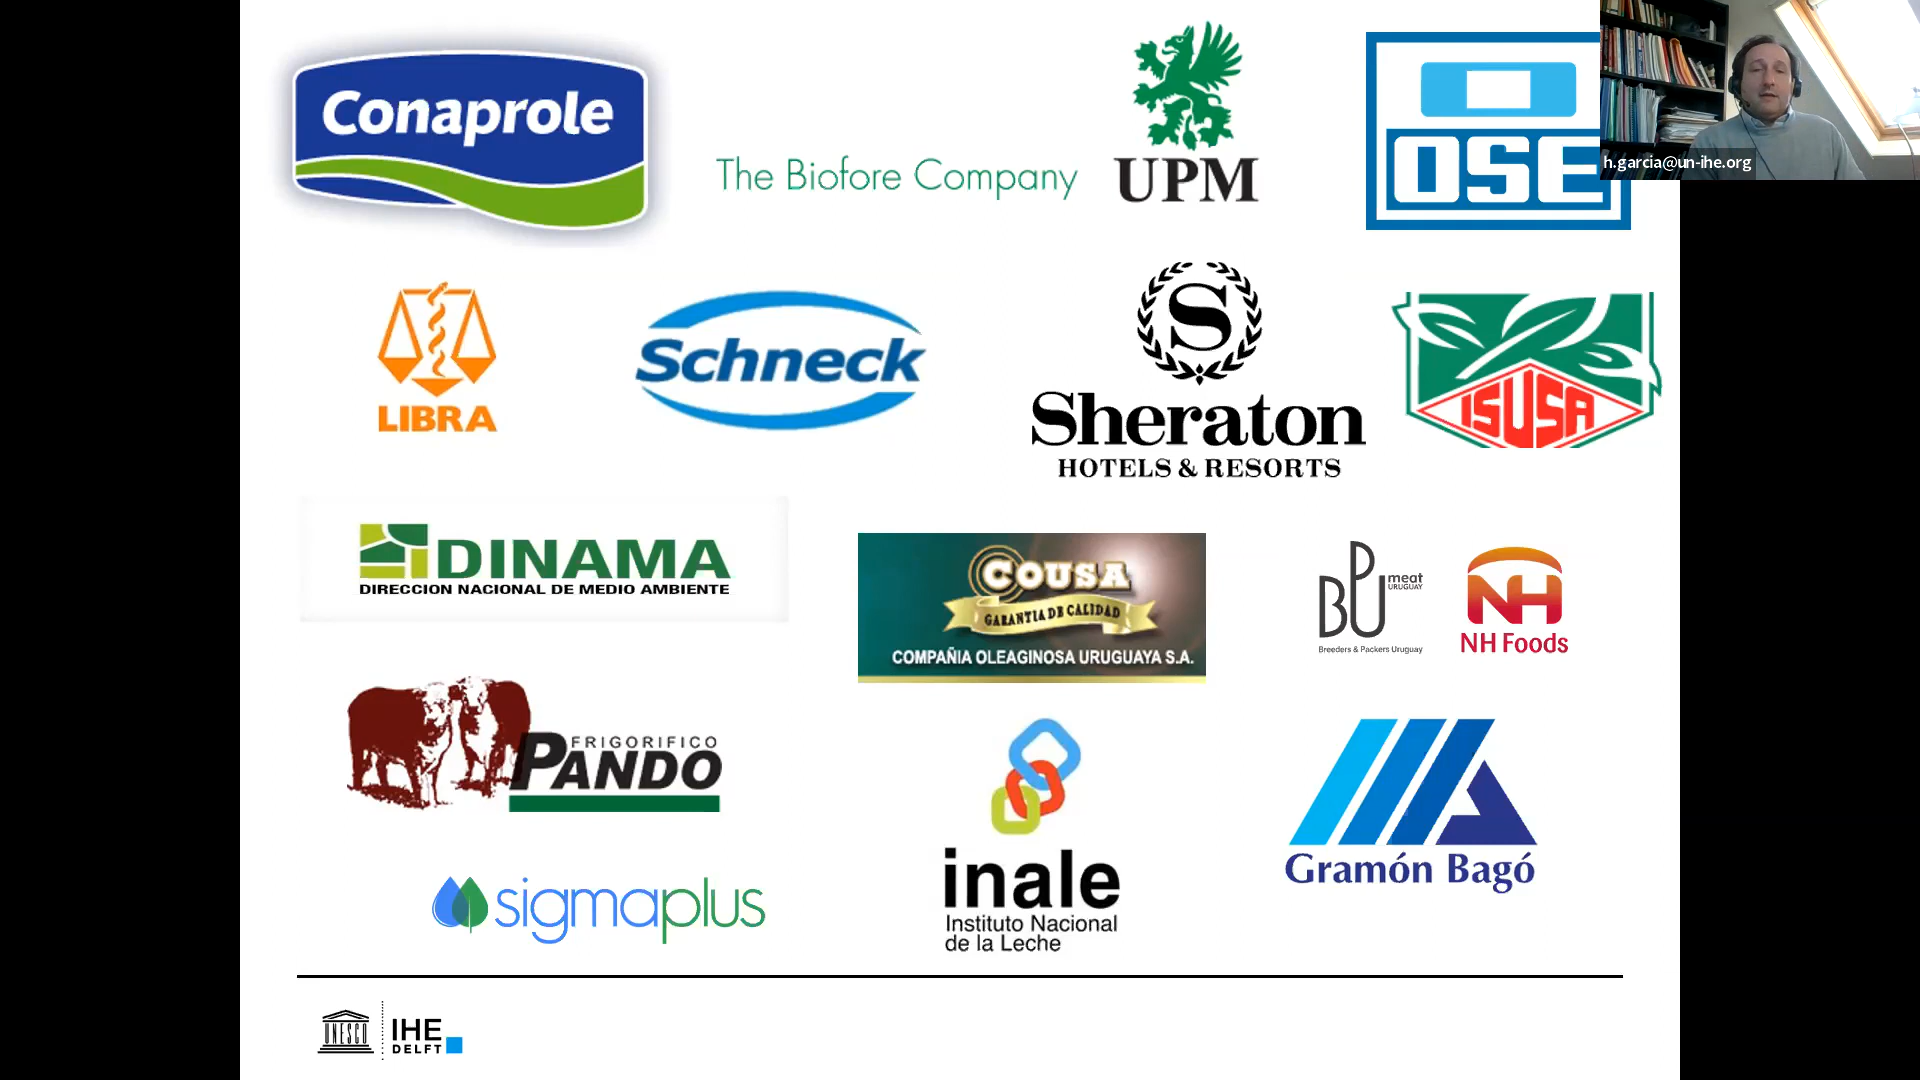 Conaprole
The Biofore Company
UPM
OSE
h.garcia@un-ihe.org
LIBRA
Schneck
S
Sheraton
HOTELS & RESORTS
ISUSA
DINAMA
DIRECCION NACIONAL DE MEDIO AMBIENTE
COUSA
GARANTIA DE CALIDAD
COMPAÑIA OLEAGINOSA URUGUAYA S.A.
BPU meat
URUGUAY
Breeders & Packers Uruguay
NH
NH Foods
FRIGORIFICO
PANDO
inale
Instituto Nacional
de la Leche
Gramón Bagó
sigmaplus
UNESCO
IHE
DELFT